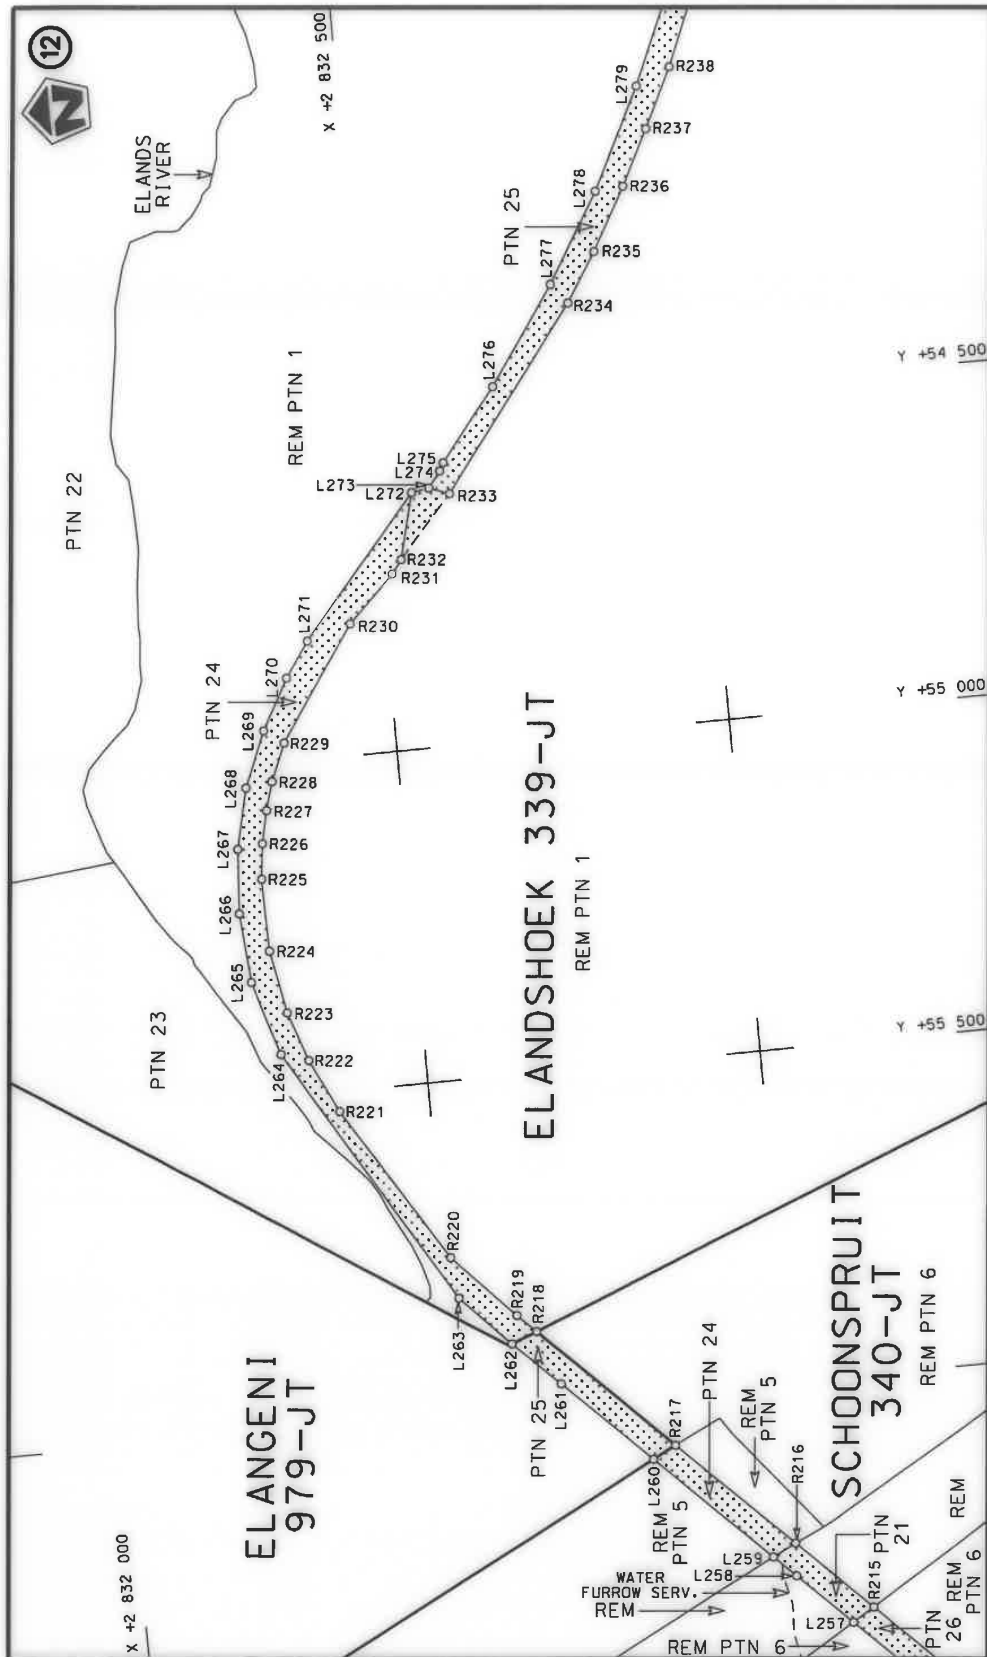 12
N
X +2 832 500
ELANDS
RIVER
L279
R238
R237
L278
R236
PTN 25
R235
L277
R234
Y +54 500
L276
REM PTN 1
L275
L274
L273
L272
R233
PTN 22
R232
R231
L271
R230
L270
PTN 24
Y +55 000
L269
R229
L268
R228
R227
L267
R226
R225
L266
R224
L265
ELANDSHOEK 339-JT
REM PTN 1
R223
Y +55 500
PTN 23
L264
R222
R221
R220
R219
L263
R218
L262
SCHOONSPRUIT
340-JT
REM PTN 6
ELANGENI
979-JT
L261
PTN 25
PTN 24
REM
PTN 5
R217
L260
REM
PTN 5
R216
L259
L258
PTN
21
REM
X +2 832 000
WATER
FURROW SERV.
REM
R215
L257
REM PTN 6
PTN
26
REM
PTN 6